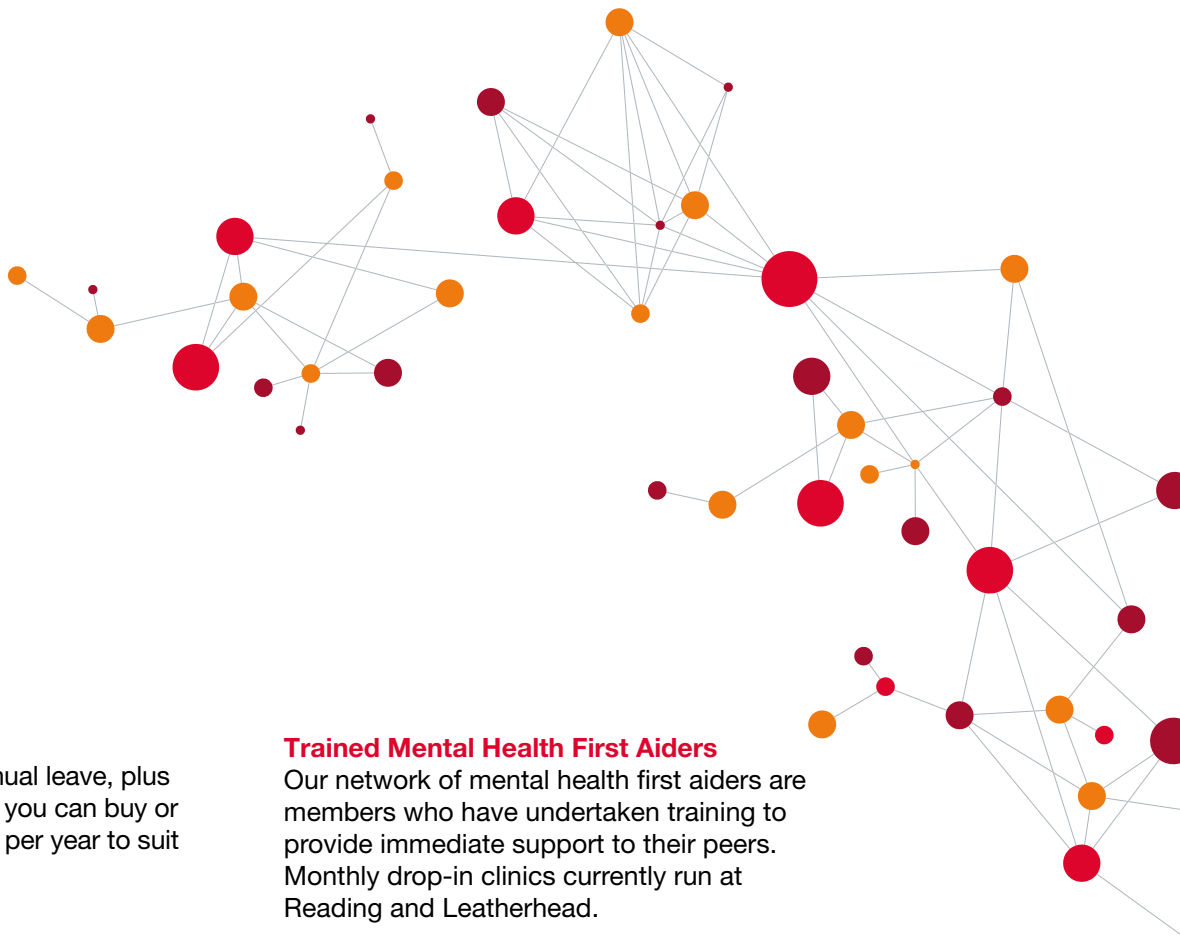 nual leave, plus
you can buy or
per year to suit
Trained Mental Health First Aiders
Our network of mental health first aiders are
members who have undertaken training to
provide immediate support to their peers.
Monthly drop-in clinics currently run at
Reading and Leatherhead.